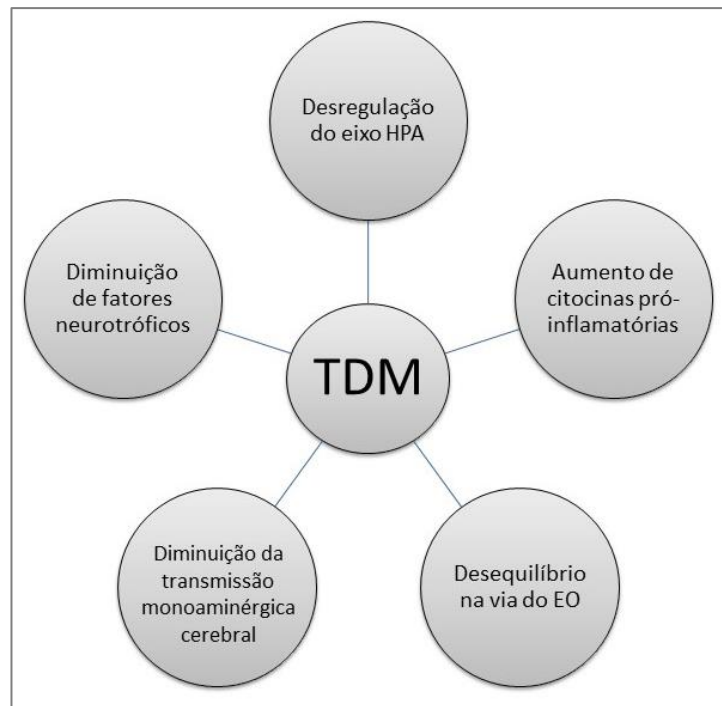 Desregulação
do eixo HPA
Diminuição
de fatores
neurotróficos
Aumento de
citocinas pró-
inflamatórias
TDM
Diminuição da
transmissão
monoaminérgica
cerebral
Desequilíbrio
na via do EO